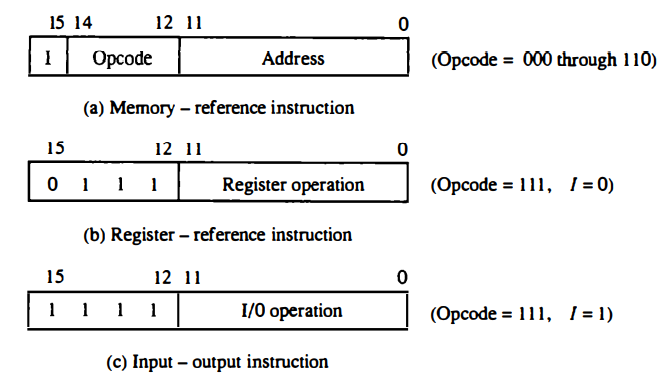 15 14 12 11 0
I Opcode Address (Opcode = 000 through 110)
(a) Memory – reference instruction
15 12 11 0
0 1 1 1 Register operation (Opcode = 111, I = 0)
(b) Register – reference instruction
15 12 11 0
1 1 1 1 I/0 operation (Opcode = 111, I = 1)
(c) Input – output instruction